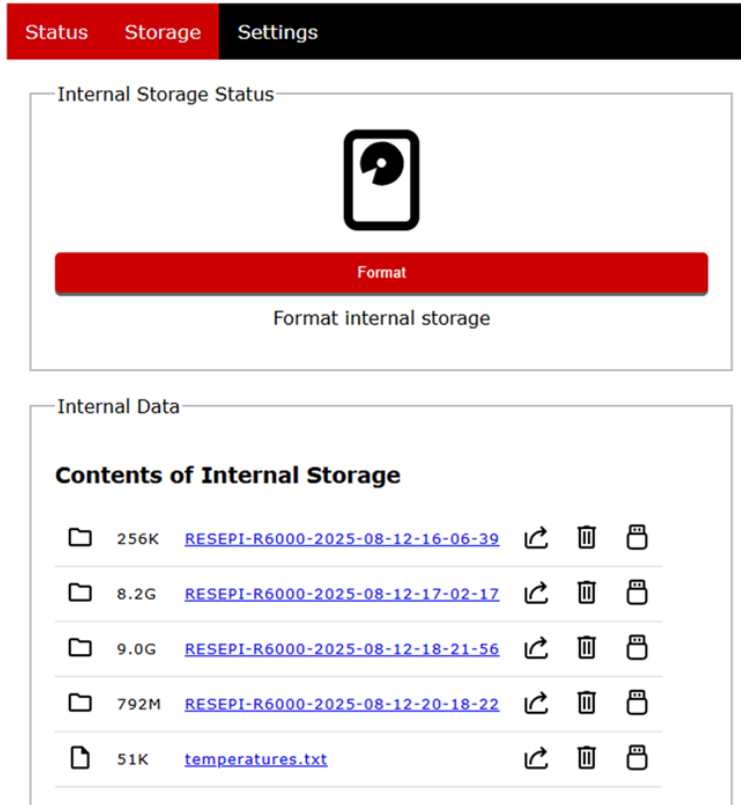 Status Storage Settings
Internal Storage Status
Format
Format internal storage
Internal Data
Contents of Internal Storage
256K RESEPI-R6000-2025-08-12-16-06-39
8.2G RESEPI-R6000-2025-08-12-17-02-17
9.0G RESEPI-R6000-2025-08-12-18-21-56
792M RESEPI-R6000-2025-08-12-20-18-22
51K temperatures.txt